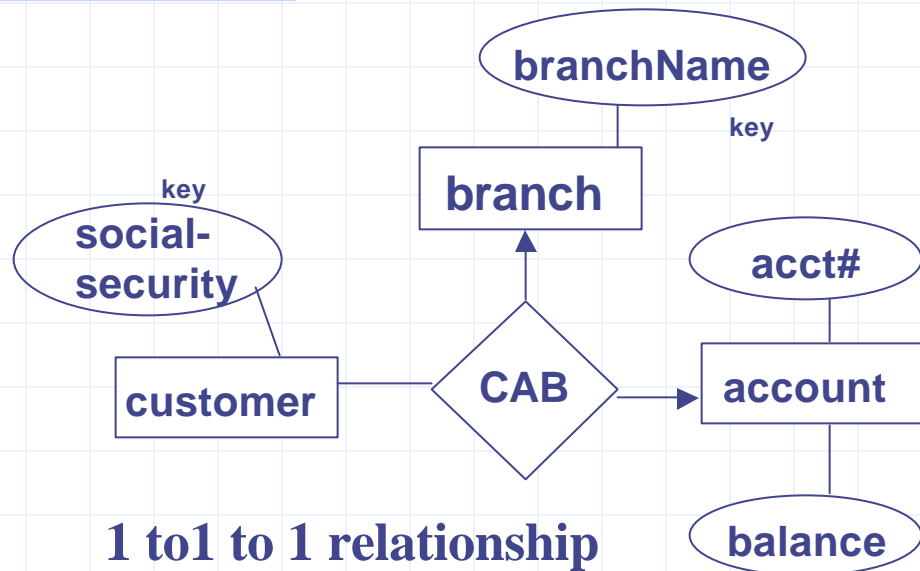 branchName
key
branch
key
social-
security
acct#
customer
CAB
account
1 to1 to 1 relationship
balance